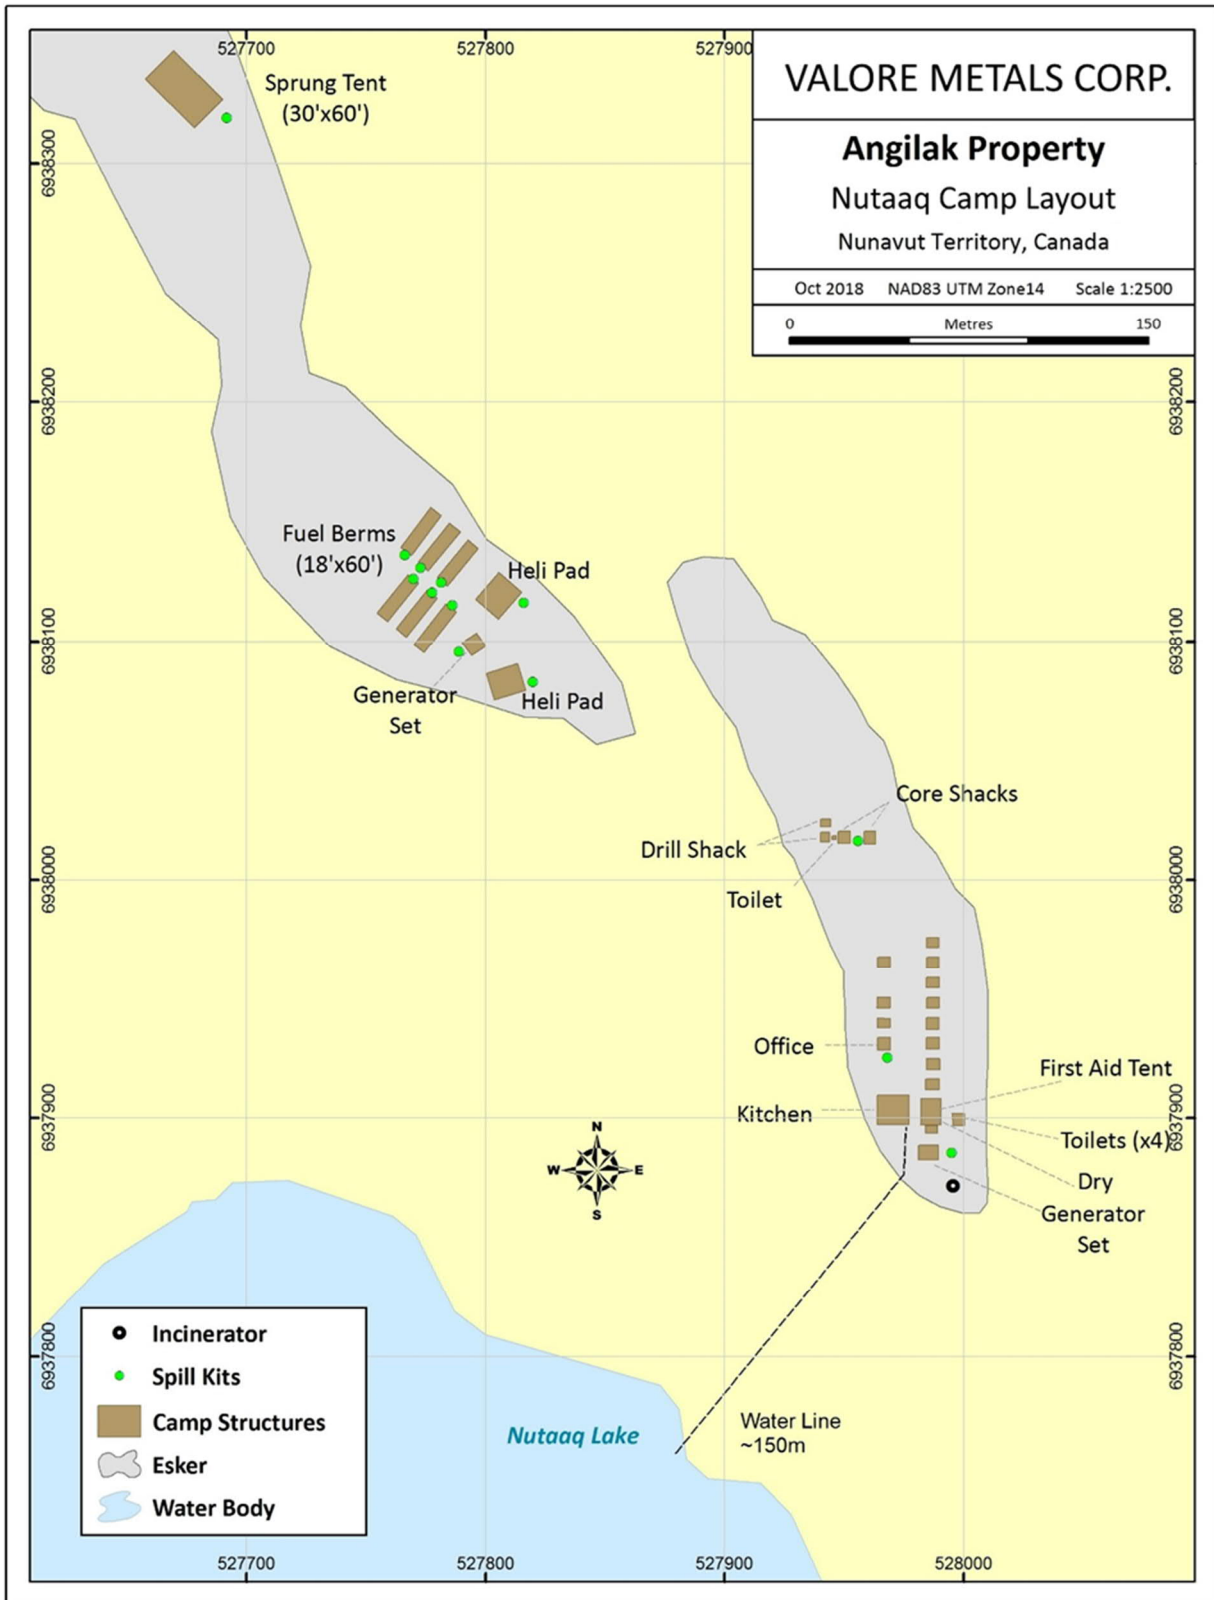 527700
527800
527900
VALORE METALS CORP.
Angilak Property
Nutaaq Camp Layout
Nunavut Territory, Canada
Oct 2018 NAD83 UTM Zone14 Scale 1:2500
0 Metres 150
Sprung Tent
(30'x60')
6938300
6938200
6938200
Fuel Berms
(18'x60')
Heli Pad
6938100
6938100
Generator
Set
Heli Pad
Core Shacks
Drill Shack
Toilet
6938000
6938000
Office
First Aid Tent
Kitchen
6937900
6937900
Toilets (x4)
Dry
Generator
Set
N
W
E
S
6937800
6937800
Incinerator
Spill Kits
Camp Structures
Esker
Water Body
Nutaaq Lake
Water Line
~150m
527700
527800
527900
528000